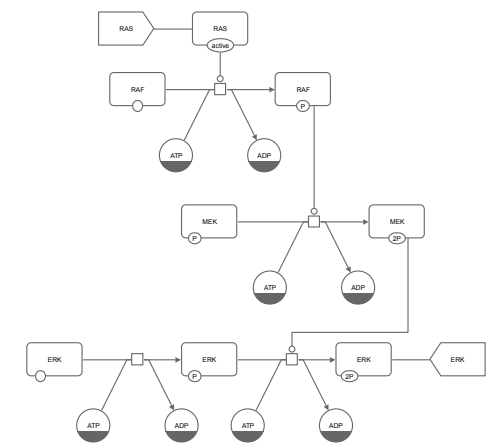 RAS
RAS
active
RAF
RAF
P
ATP
ADP
MEK
MEK
P
2P
ATP
ADP
ERK
ERK
ERK
ERK
P
2P
ATP
ADP
ATP
ADP